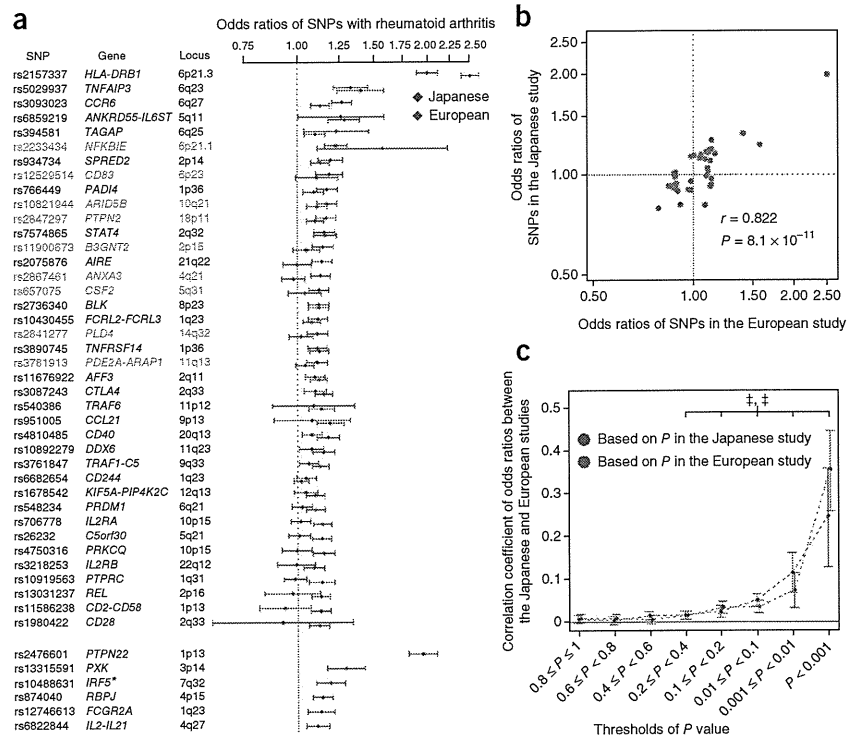 a
Odds ratios of SNPs with rheumatoid arthritis
0.75 1.00 1.25 1.50 1.75 2.00 2.50
SNP Gene Locus
rs2157337 HLA-DRB1 6p21.3
rs5029937 TNFAIP3 6q23
rs3093023 CCR6 6q27
rs6859219 ANKRD55-IL6ST 5q11
rs394581 TAGAP 6q25
rs2233434 NFKBIE 6p21.1
rs934734 SPRED2 2p14
rs12529514 CD83 6p23
rs766449 PADI4 1p36
rs10821944 ARID5B 10q21
rs2847297 PTPN2 18p11
rs7574865 STAT4 2q32
rs11900673 B3GNT2 2p15
rs2075876 AIRE 21q22
rs2867461 ANXA3 4q21
rs657075 CSF2 5q31
rs2736340 BLK 8p23
rs10430455 FCRL2-FCRL3 1q23
rs2841277 PLD4 14q32
rs3890745 TNFRSF14 1p36
rs3781913 PDE2A-ARAP1 11q13
rs11676922 AFF3 2q11
rs3087243 CTLA4 2q33
rs540386 TRAF6 11p12
rs951005 CCL21 9p13
rs4810485 CD40 20q13
rs10892279 DDX6 11q23
rs3761847 TRAF1-C5 9q33
rs6682654 CD244 1q23
rs1678542 KIF5A-PIP4K2C 12q13
rs548234 PRDM1 6q21
rs706778 IL2RA 10p15
rs26232 C5orf30 5q21
rs4750316 PRKCQ 10p15
rs3218253 IL2RB 22q12
rs10919563 PTPRC 1q31
rs13031237 REL 2p16
rs11586238 CD2-CD58 1p13
rs1980422 CD28 2q33
rs2476601 PTPN22 1p13
rs13315591 PXK 3p14
rs10488631 IRF5* 7q32
rs874040 RBPJ 4p15
rs12746613 FCGR2A 1q23
rs6822844 IL2-IL21 4q27
Japanese
European
b
Odds ratios of
SNPs in the Japanese study
2.50
2.00
1.50
1.00
0.50
r = 0.822
P = 8.1 × 10⁻¹¹
0.50 1.00 1.50 2.00 2.50
Odds ratios of SNPs in the European study
c
Correlation coefficient of odds ratios between
the Japanese and European studies
0.5
0.4
0.3
0.2
0.1
0
‡, ‡
Based on P in the Japanese study
Based on P in the European study
0.8 ≤ P ≤ 1
0.6 ≤ P < 0.8
0.4 ≤ P < 0.6
0.2 ≤ P < 0.4
0.1 ≤ P < 0.2
0.01 ≤ P < 0.1
0.001 ≤ P < 0.01
P < 0.001
Thresholds of P value